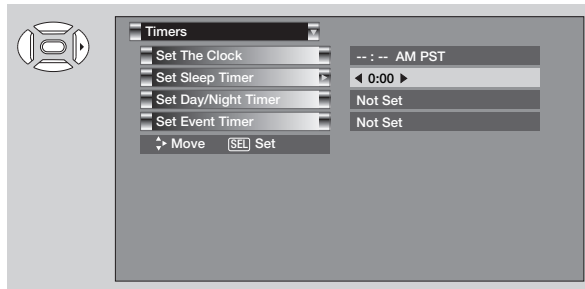 Timers
Set The Clock -- : -- AM PST
Set Sleep Timer ◀ 0:00 ▶
Set Day/Night Timer Not Set
Set Event Timer Not Set
Move SEL Set